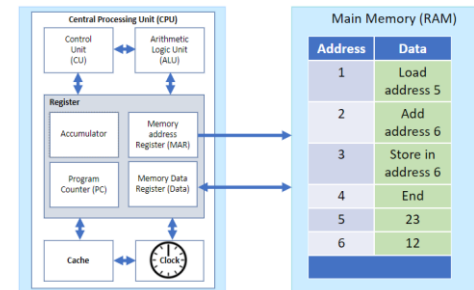 Central Processing Unit (CPU)
Control
Unit
(CU)
Arithmetic
Logic Unit
(ALU)
Register
Accumulator
Memory
address
Register (MAR)
Program
Counter (PC)
Memory Data
Register (Data)
Cache
Clock
Main Memory (RAM)
Address Data
1 Load
address 5
2 Add
address 6
3 Store in
address 6
4 End
5 23
6 12